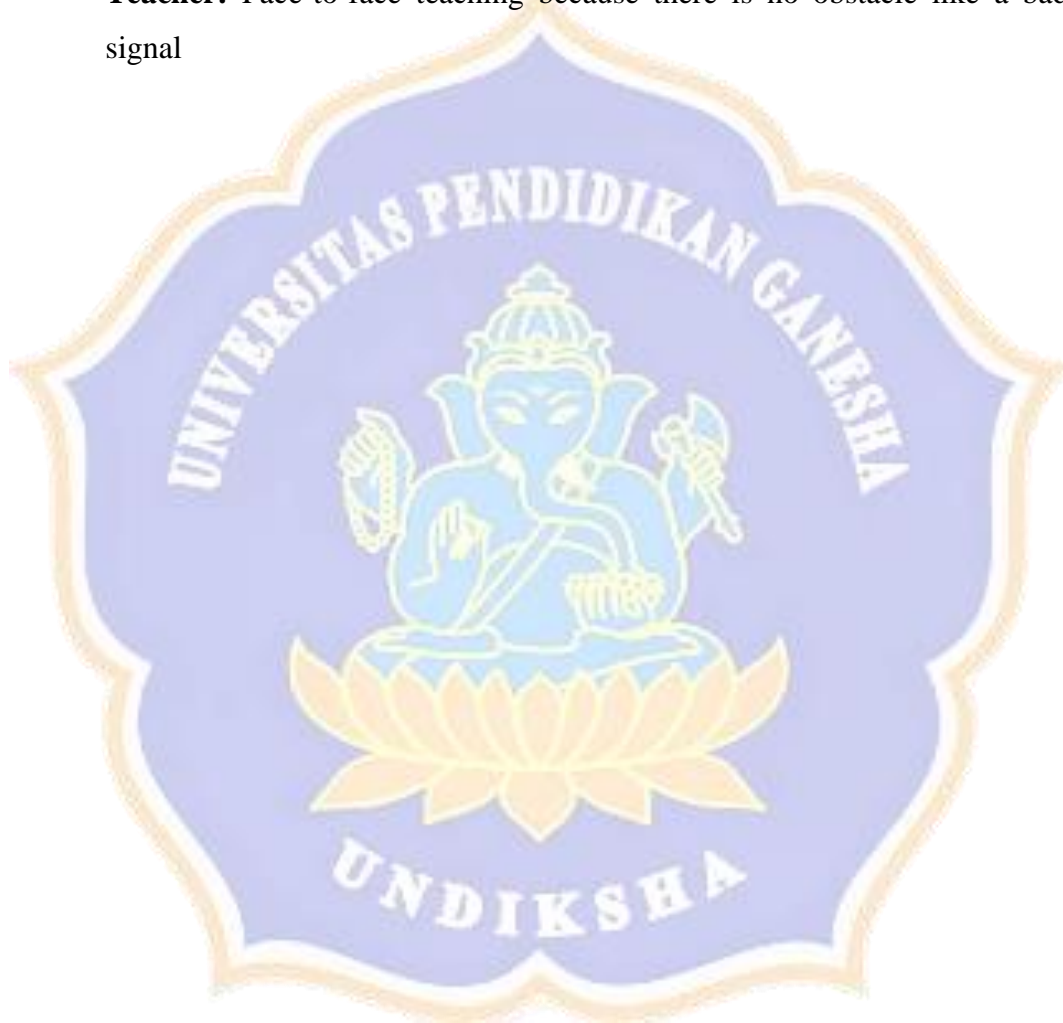 Teacher: Face-to-face teaching because there is no obstacle like a bad
signal
UNIVERSITAS PENDIDIKAN GANESHA
UNDIKSHA